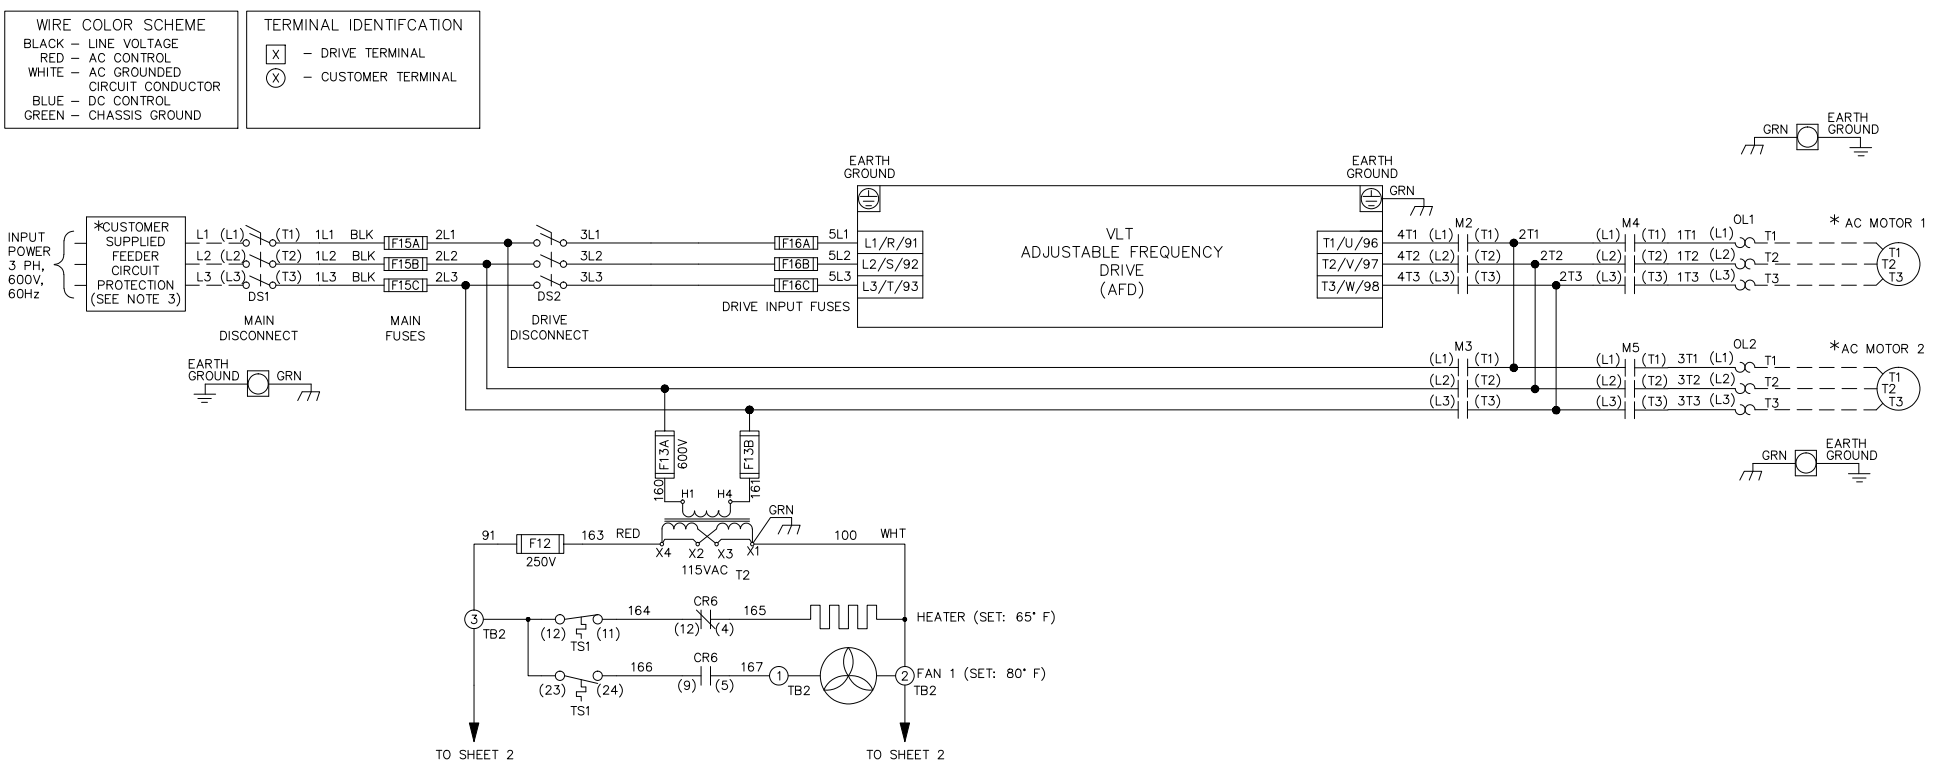 WIRE COLOR SCHEME
BLACK – LINE VOLTAGE
RED – AC CONTROL
WHITE – AC GROUNDED
CIRCUIT CONDUCTOR
BLUE – DC CONTROL
GREEN – CHASSIS GROUND
TERMINAL IDENTIFCATION
X – DRIVE TERMINAL
X – CUSTOMER TERMINAL
GRN
EARTH
GROUND
EARTH
GROUND
EARTH
GROUND
GRN
INPUT
POWER
3 PH,
600V,
60Hz
*CUSTOMER
SUPPLIED
FEEDER
CIRCUIT
PROTECTION
(SEE NOTE 3)
L1 (L1) (T1) 1L1 BLK F15A 2L1 3L1 F16A 5L1 L1/R/91
L2 (L2) (T2) 1L2 BLK F15B 2L2 3L2 F16B 5L2 L2/S/92
L3 (L3) (T3) 1L3 BLK F15C 2L3 3L3 F16C 5L3 L3/T/93
DS1
DS2
MAIN
DISCONNECT
MAIN
FUSES
DRIVE
DISCONNECT
DRIVE INPUT FUSES
VLT
ADJUSTABLE FREQUENCY
DRIVE
(AFD)
M2
M4
OL1
* AC MOTOR 1
T1/U/96 4T1 (L1) (T1) 2T1 (L1) (T1) 1T1 (L1) T1
T2/V/97 4T2 (L2) (T2) 2T2 (L2) (T2) 1T2 (L2) T2
T3/W/98 4T3 (L3) (T3) 2T3 (L3) (T3) 1T3 (L3) T3
T1
T2
T3
EARTH
GROUND
GRN
M3
M5
OL2
*AC MOTOR 2
(L1) (T1) (L1) (T1) 3T1 (L1) T1
(L2) (T2) (L2) (T2) 3T2 (L2) T2
(L3) (T3) (L3) (T3) 3T3 (L3) T3
T1
T2
T3
GRN
EARTH
GROUND
F13A
600V
F13B
160
161
H1
H4
GRN
91
F12
250V
163
RED
X4
X2
X3
X1
100
WHT
115VAC
T2
3
TB2
(12)
(11)
TS1
164
CR6
(12)
(4)
165
HEATER (SET: 65° F)
(23)
(24)
TS1
166
CR6
(9)
(5)
167
1
TB2
2
TB2
FAN 1 (SET: 80° F)
TO SHEET 2
TO SHEET 2